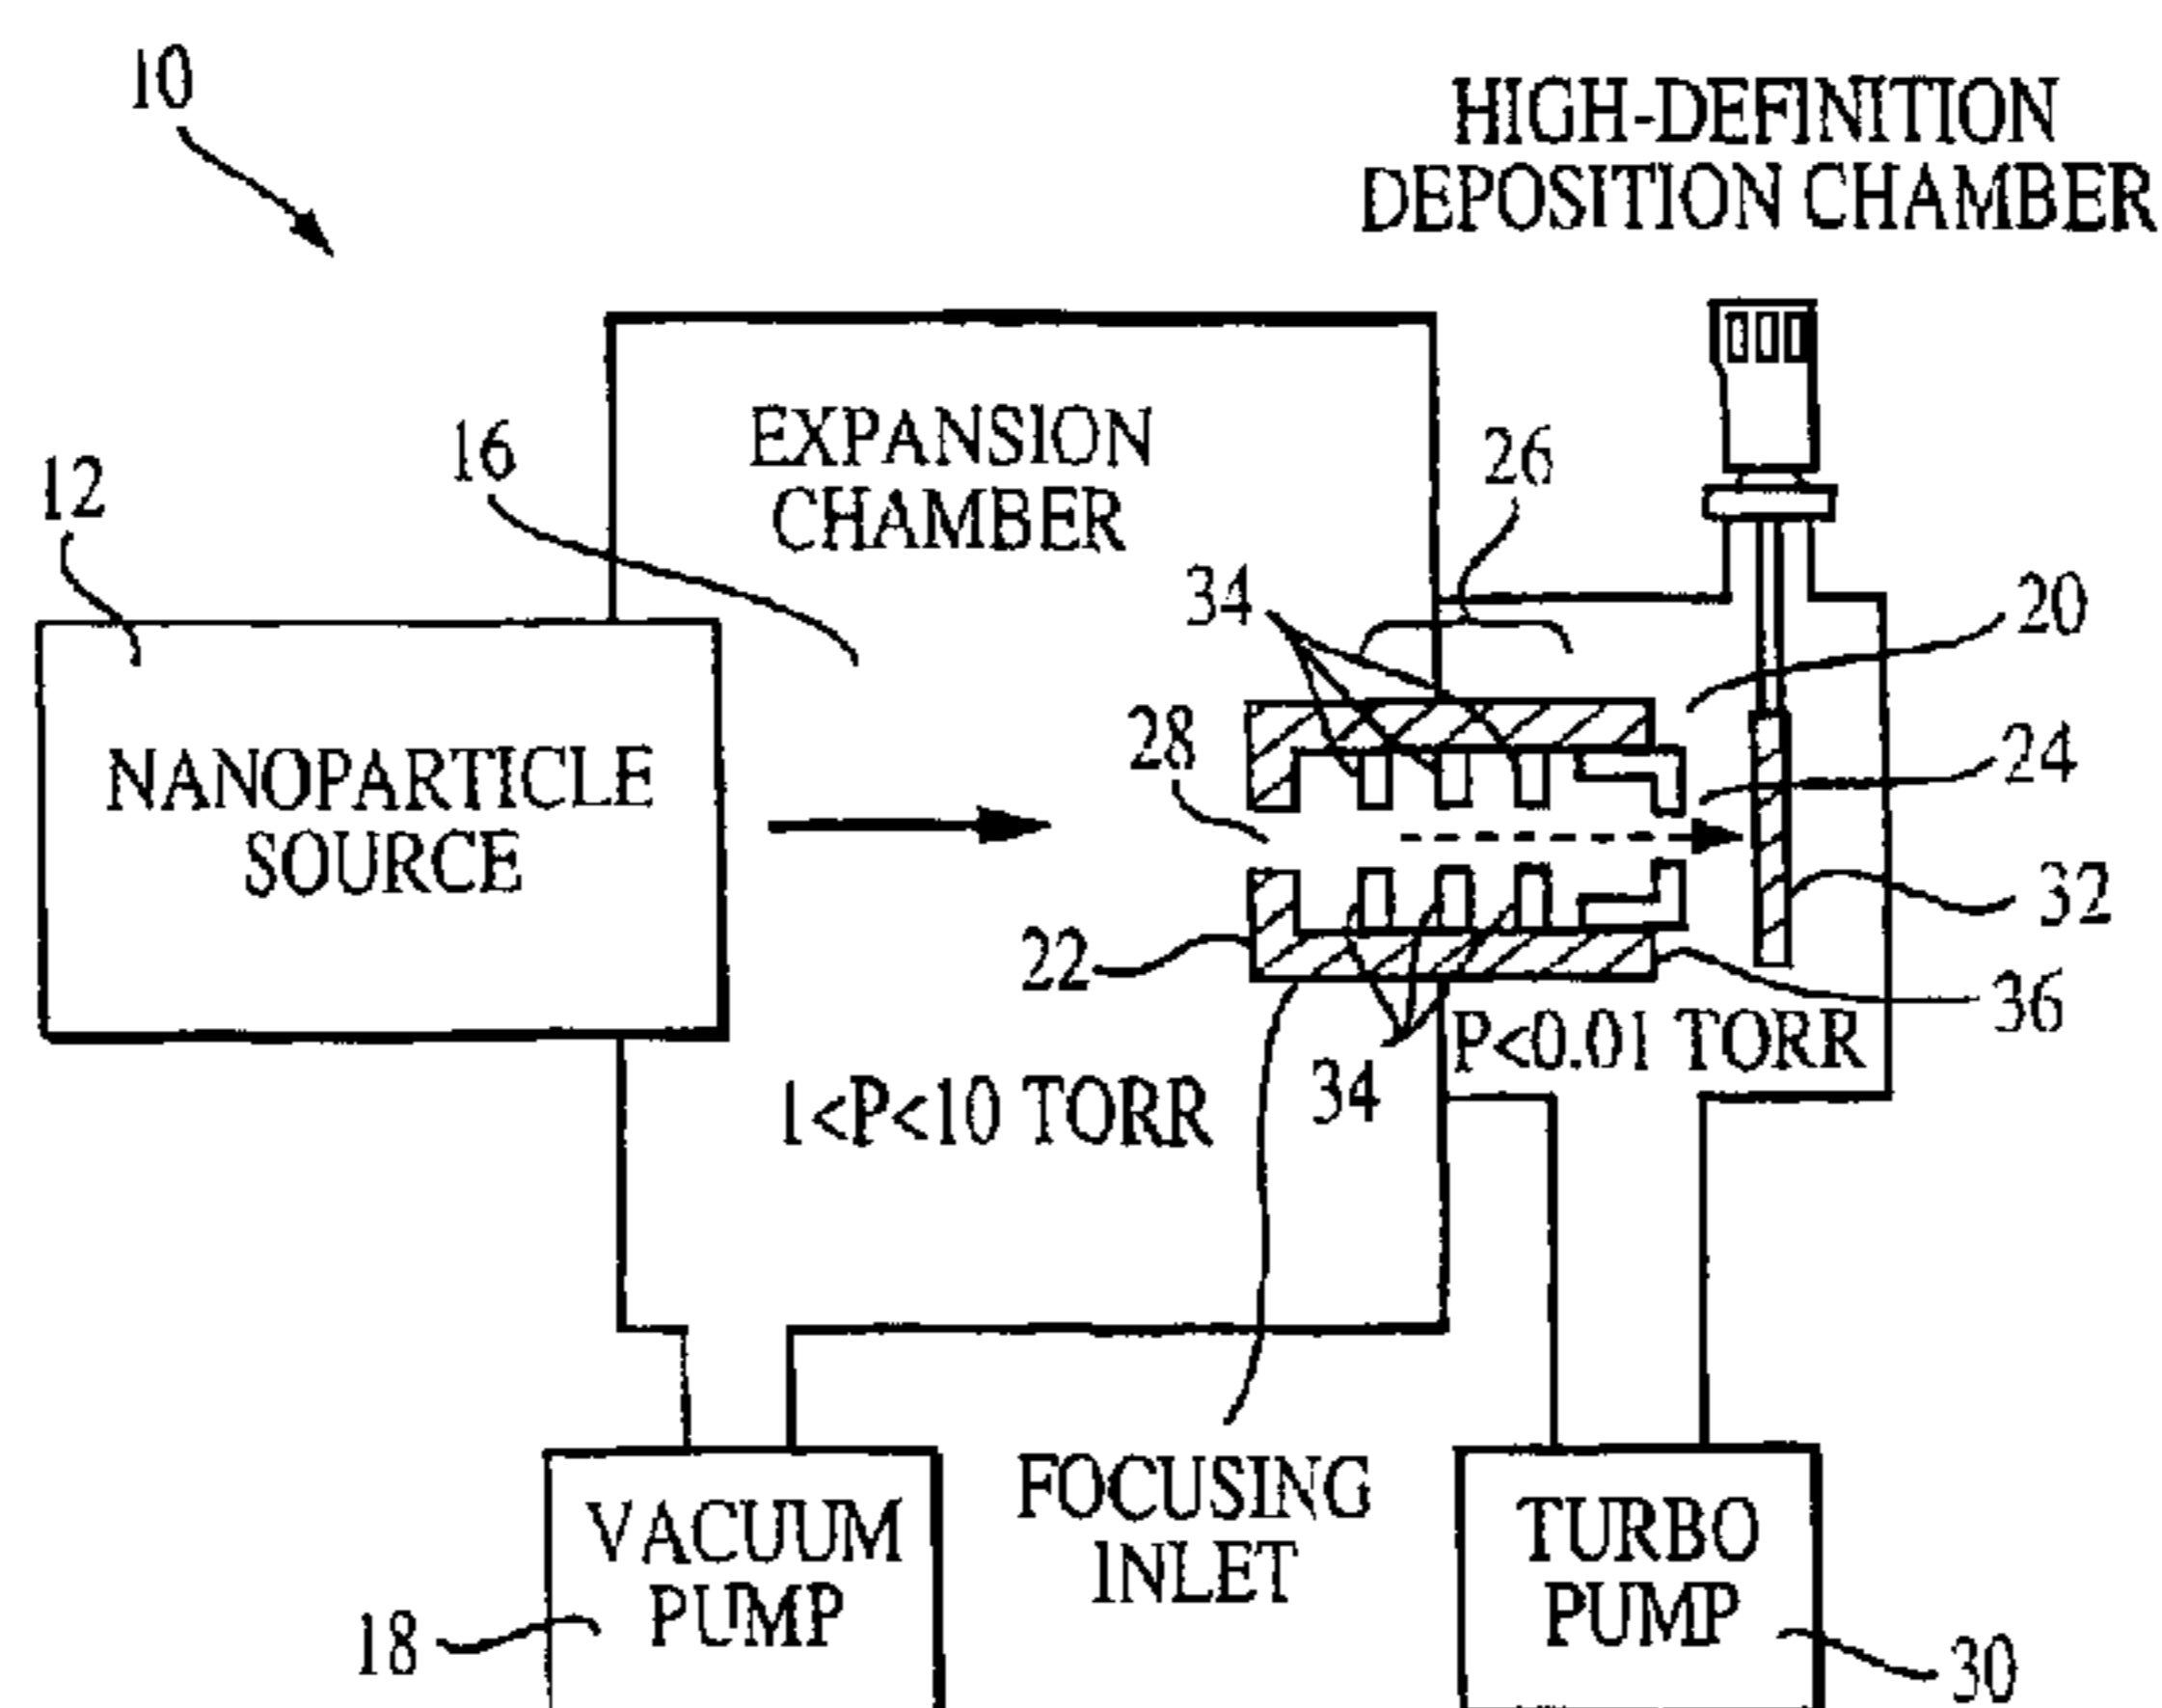 10
HIGH-DEFINITION
DEPOSITION CHAMBER
EXPANSION
CHAMBER
16
26
12
34
20
28
24
NANOPARTICLE
SOURCE
32
22
36
P<0.01 TORR
1<P<10 TORR
34
FOCUSING
INLET
VACUUM
PUMP
TURBO
PUMP
18
30